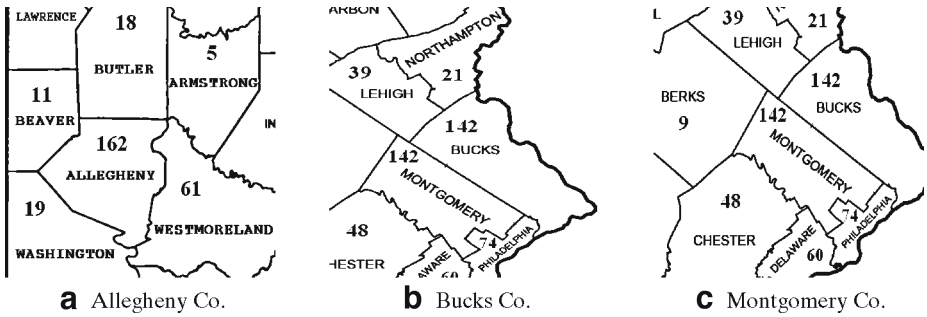 LAWRENCE
18
BUTLER
5
ARMSTRONG
11
BEAVER
IN
162
ALLEGHENY
61
19
WESTMORELAND
WASHINGTON
a Allegheny Co.
ARBON
NORTHAMPTON
39
LEHIGH
21
142
BUCKS
142
MONTGOMERY
48
HESTER
74
PHILADELPHIA
AWARE
60
b Bucks Co.
L
39
LEHIGH
21
142
BUCKS
BERKS
9
142
MONTGOMERY
48
CHESTER
74
PHILADELPHIA
DELAWARE
60
c Montgomery Co.